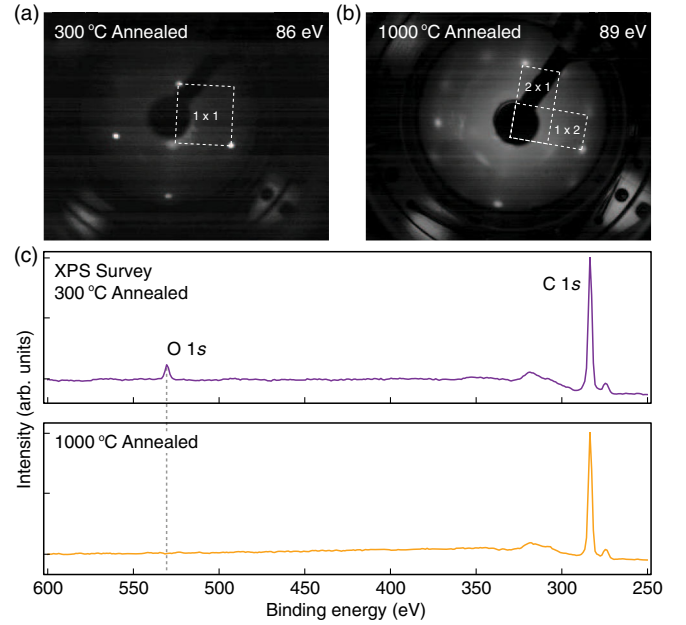 (a)
300 °C Annealed
86 eV
1 x 1
(b)
1000 °C Annealed
89 eV
2 x 1
1 x 2
(c)
XPS Survey
300 °C Annealed
O 1s
C 1s
1000 °C Annealed
Intensity (arb. units)
600
550
500
450
400
350
300
250
Binding energy (eV)